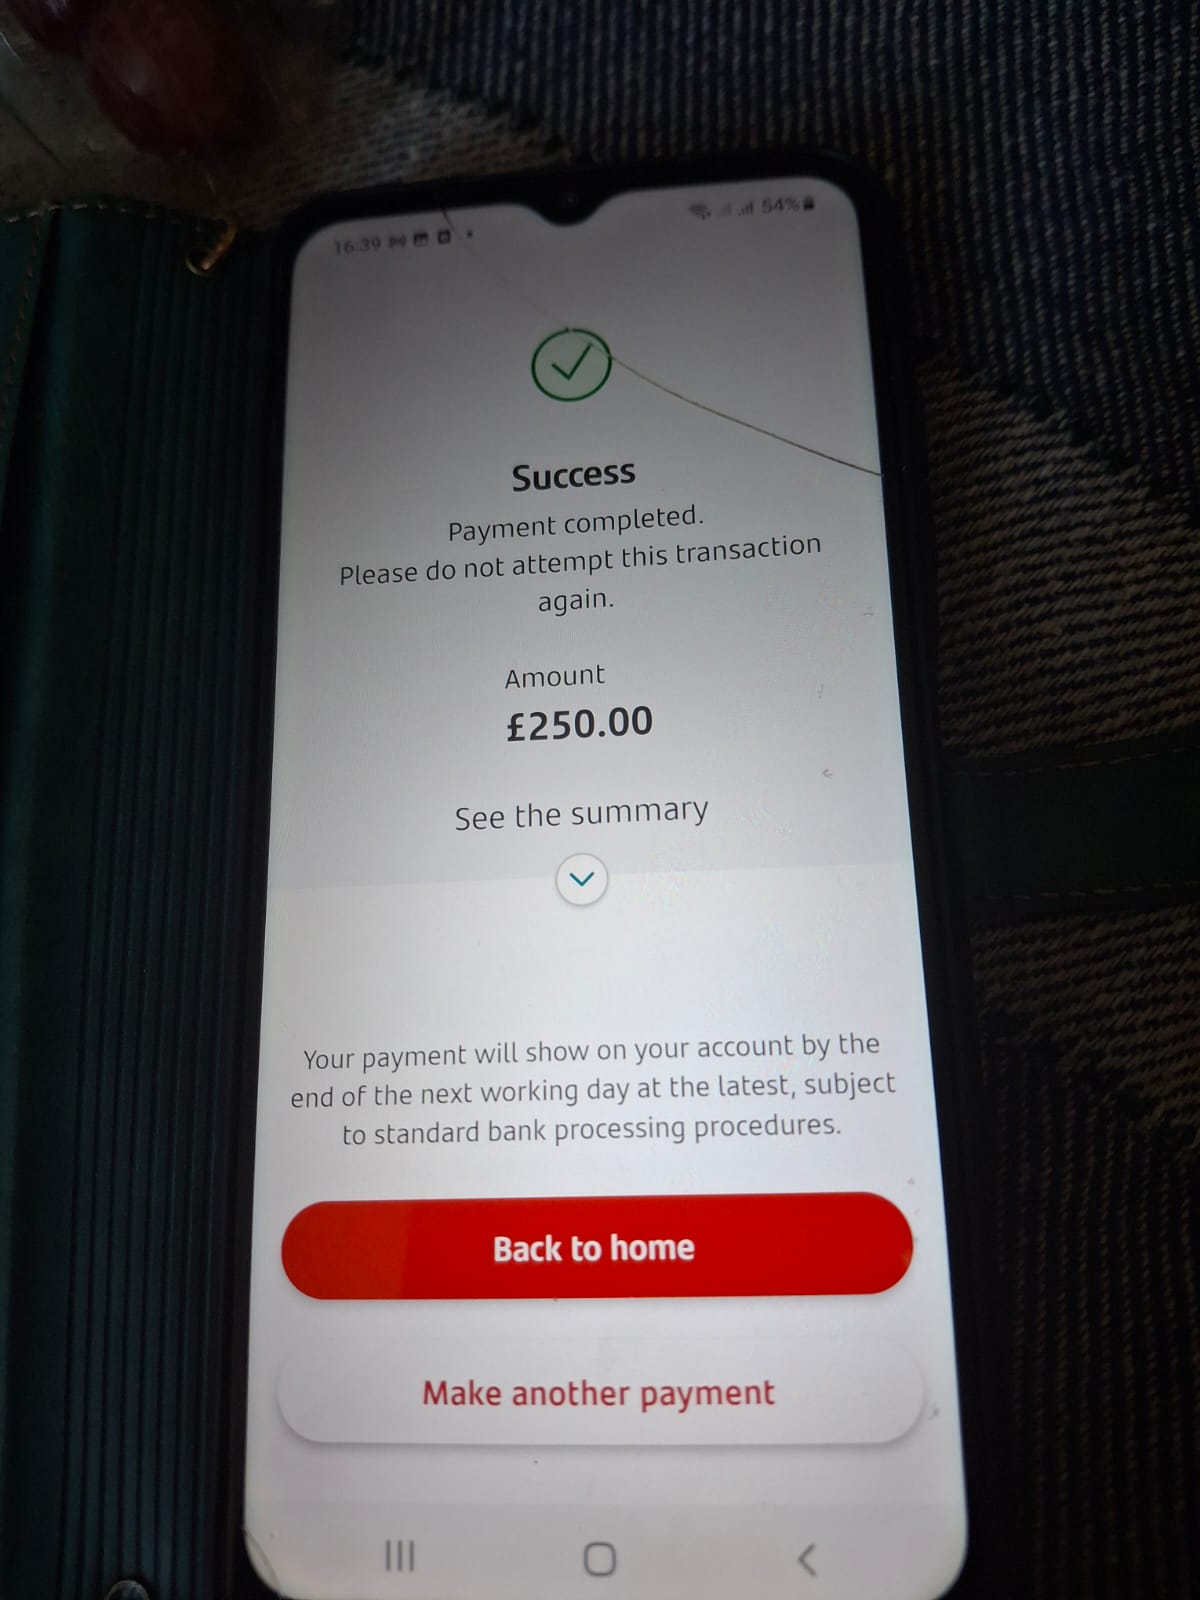 16:39
54%
Success
Payment completed.
Please do not attempt this transaction
again.
Amount
£250.00
See the summary
Your payment will show on your account by the
end of the next working day at the latest, subject
to standard bank processing procedures.
Back to home
Make another payment